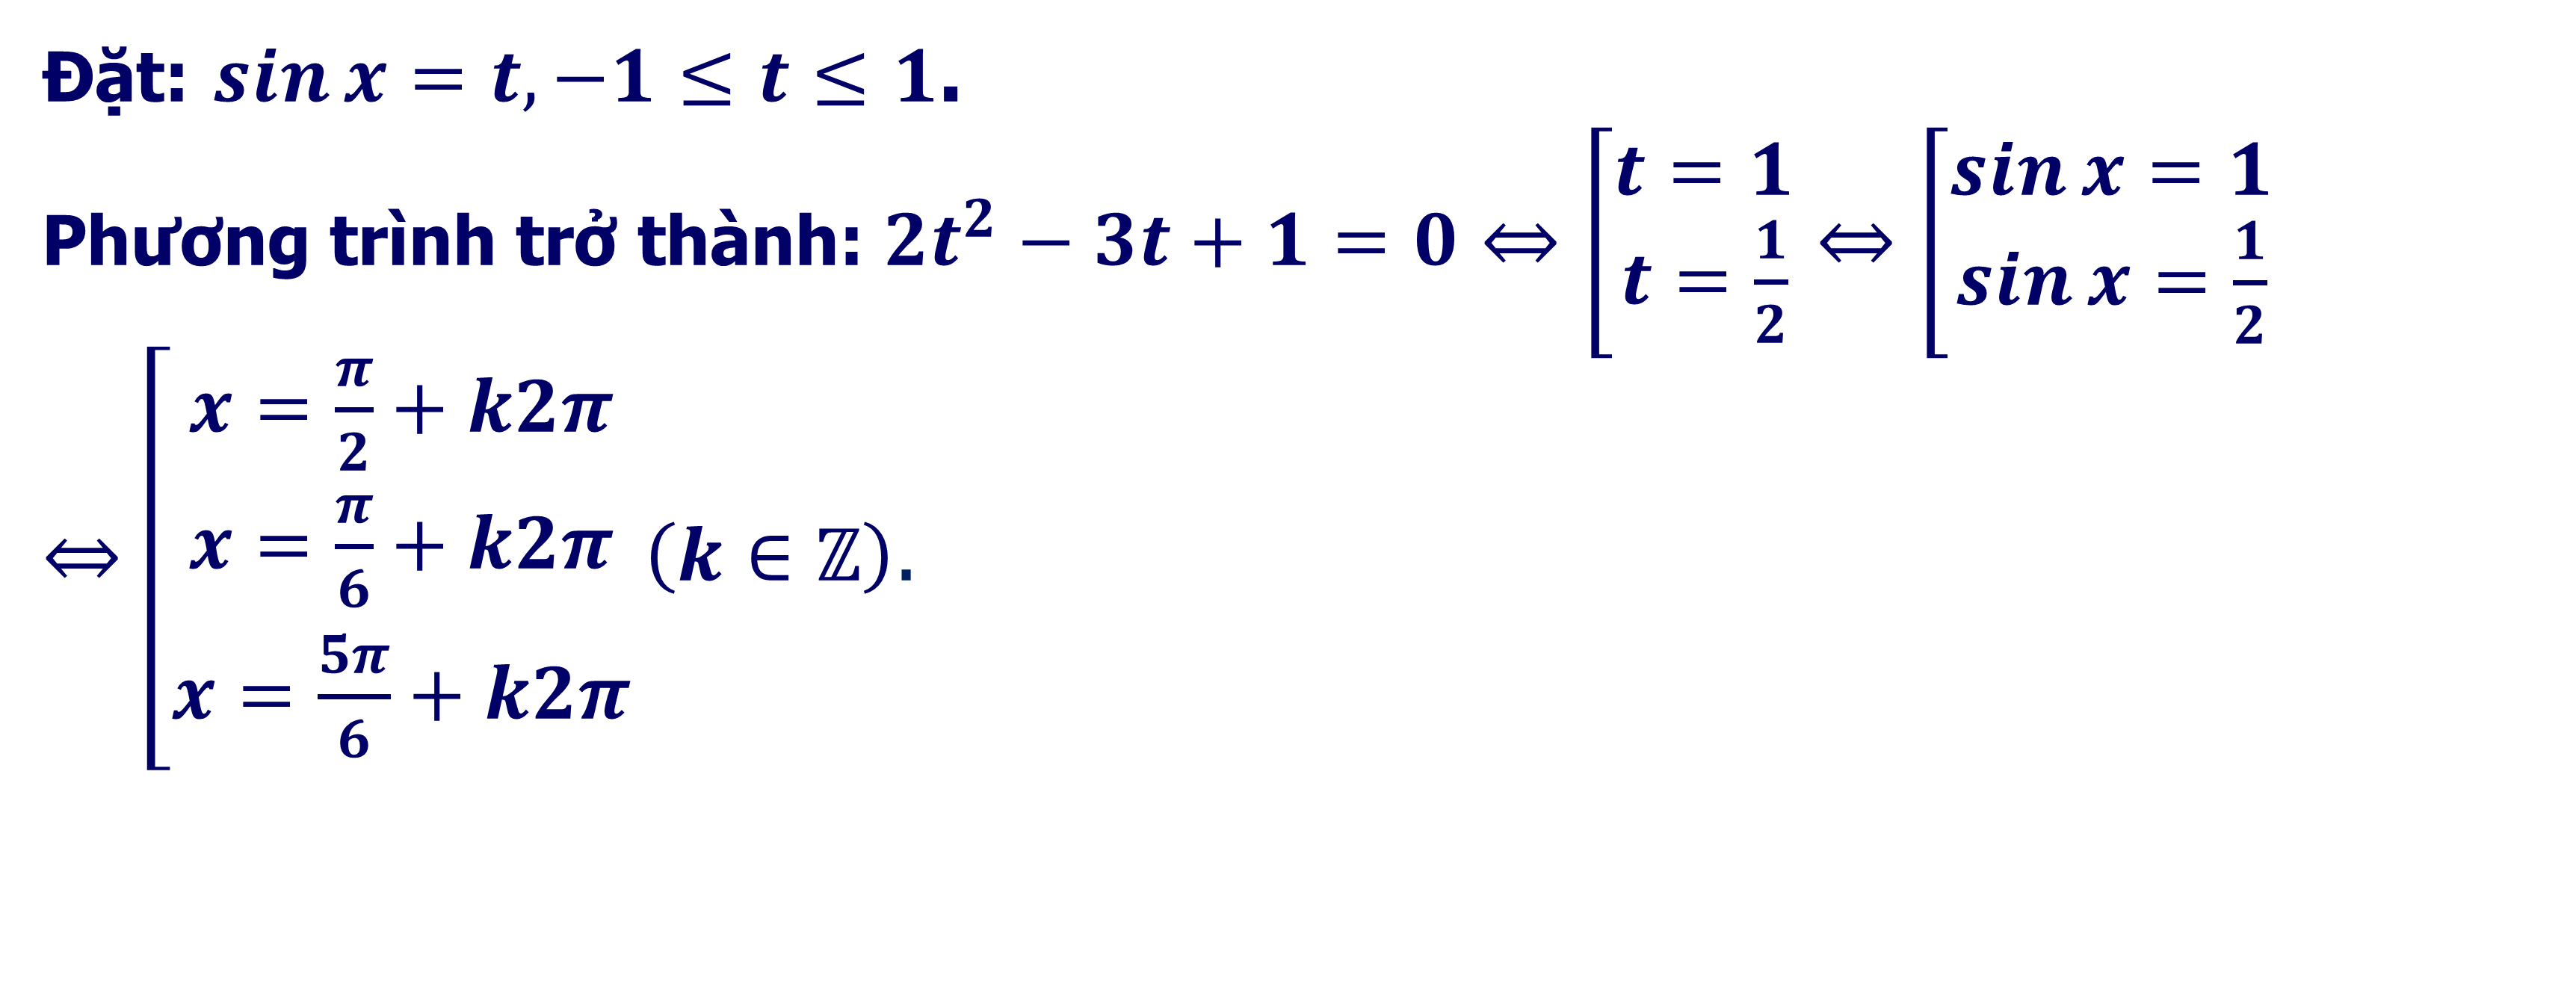 Đặt: sin x = t, −1 ≤ t ≤ 1.
Phương trình trở thành: 2t² − 3t + 1 = 0 ⇔ [t = 1; t = 1/2 ⇔ [sin x = 1; sin x = 1/2
⇔ [x = π/2 + k2π
x = π/6 + k2π (k ∈ ℤ).
x = 5π/6 + k2π